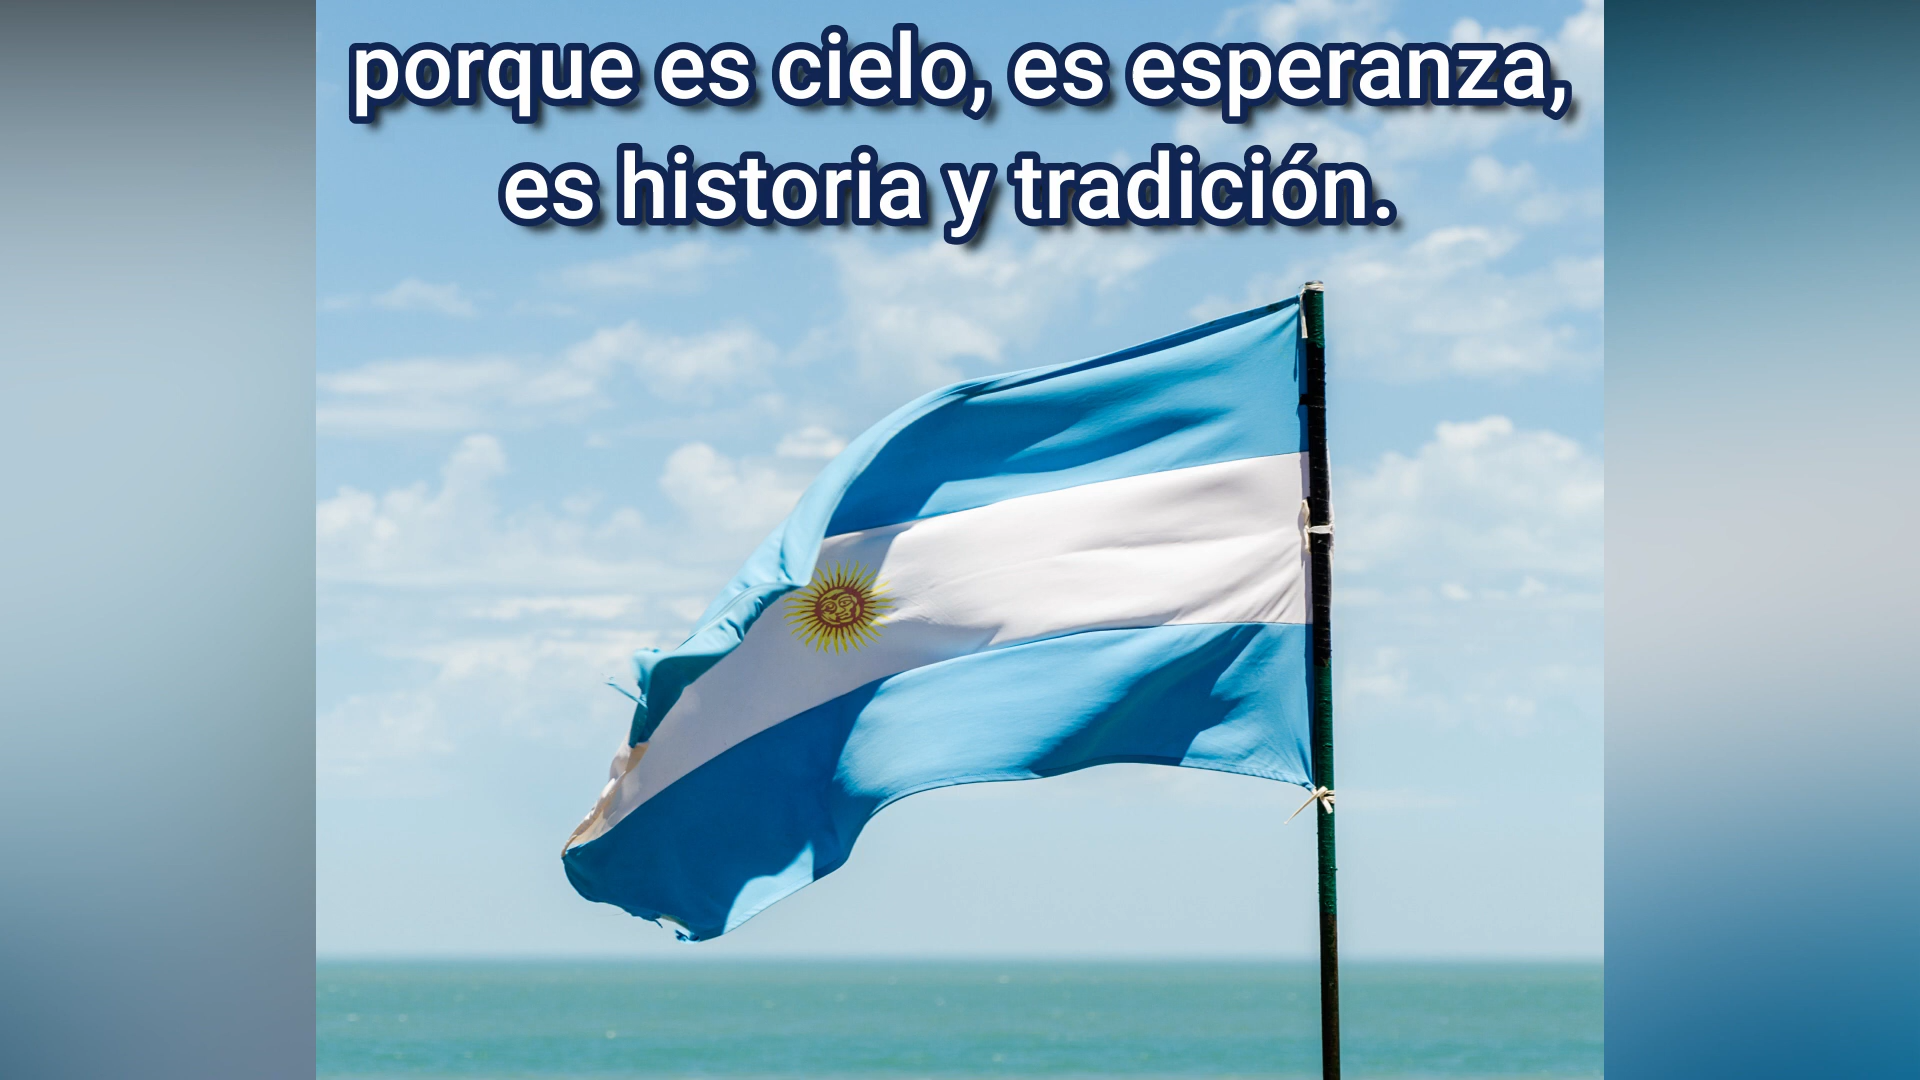 porque es cielo, es esperanza,
es historia y tradición.